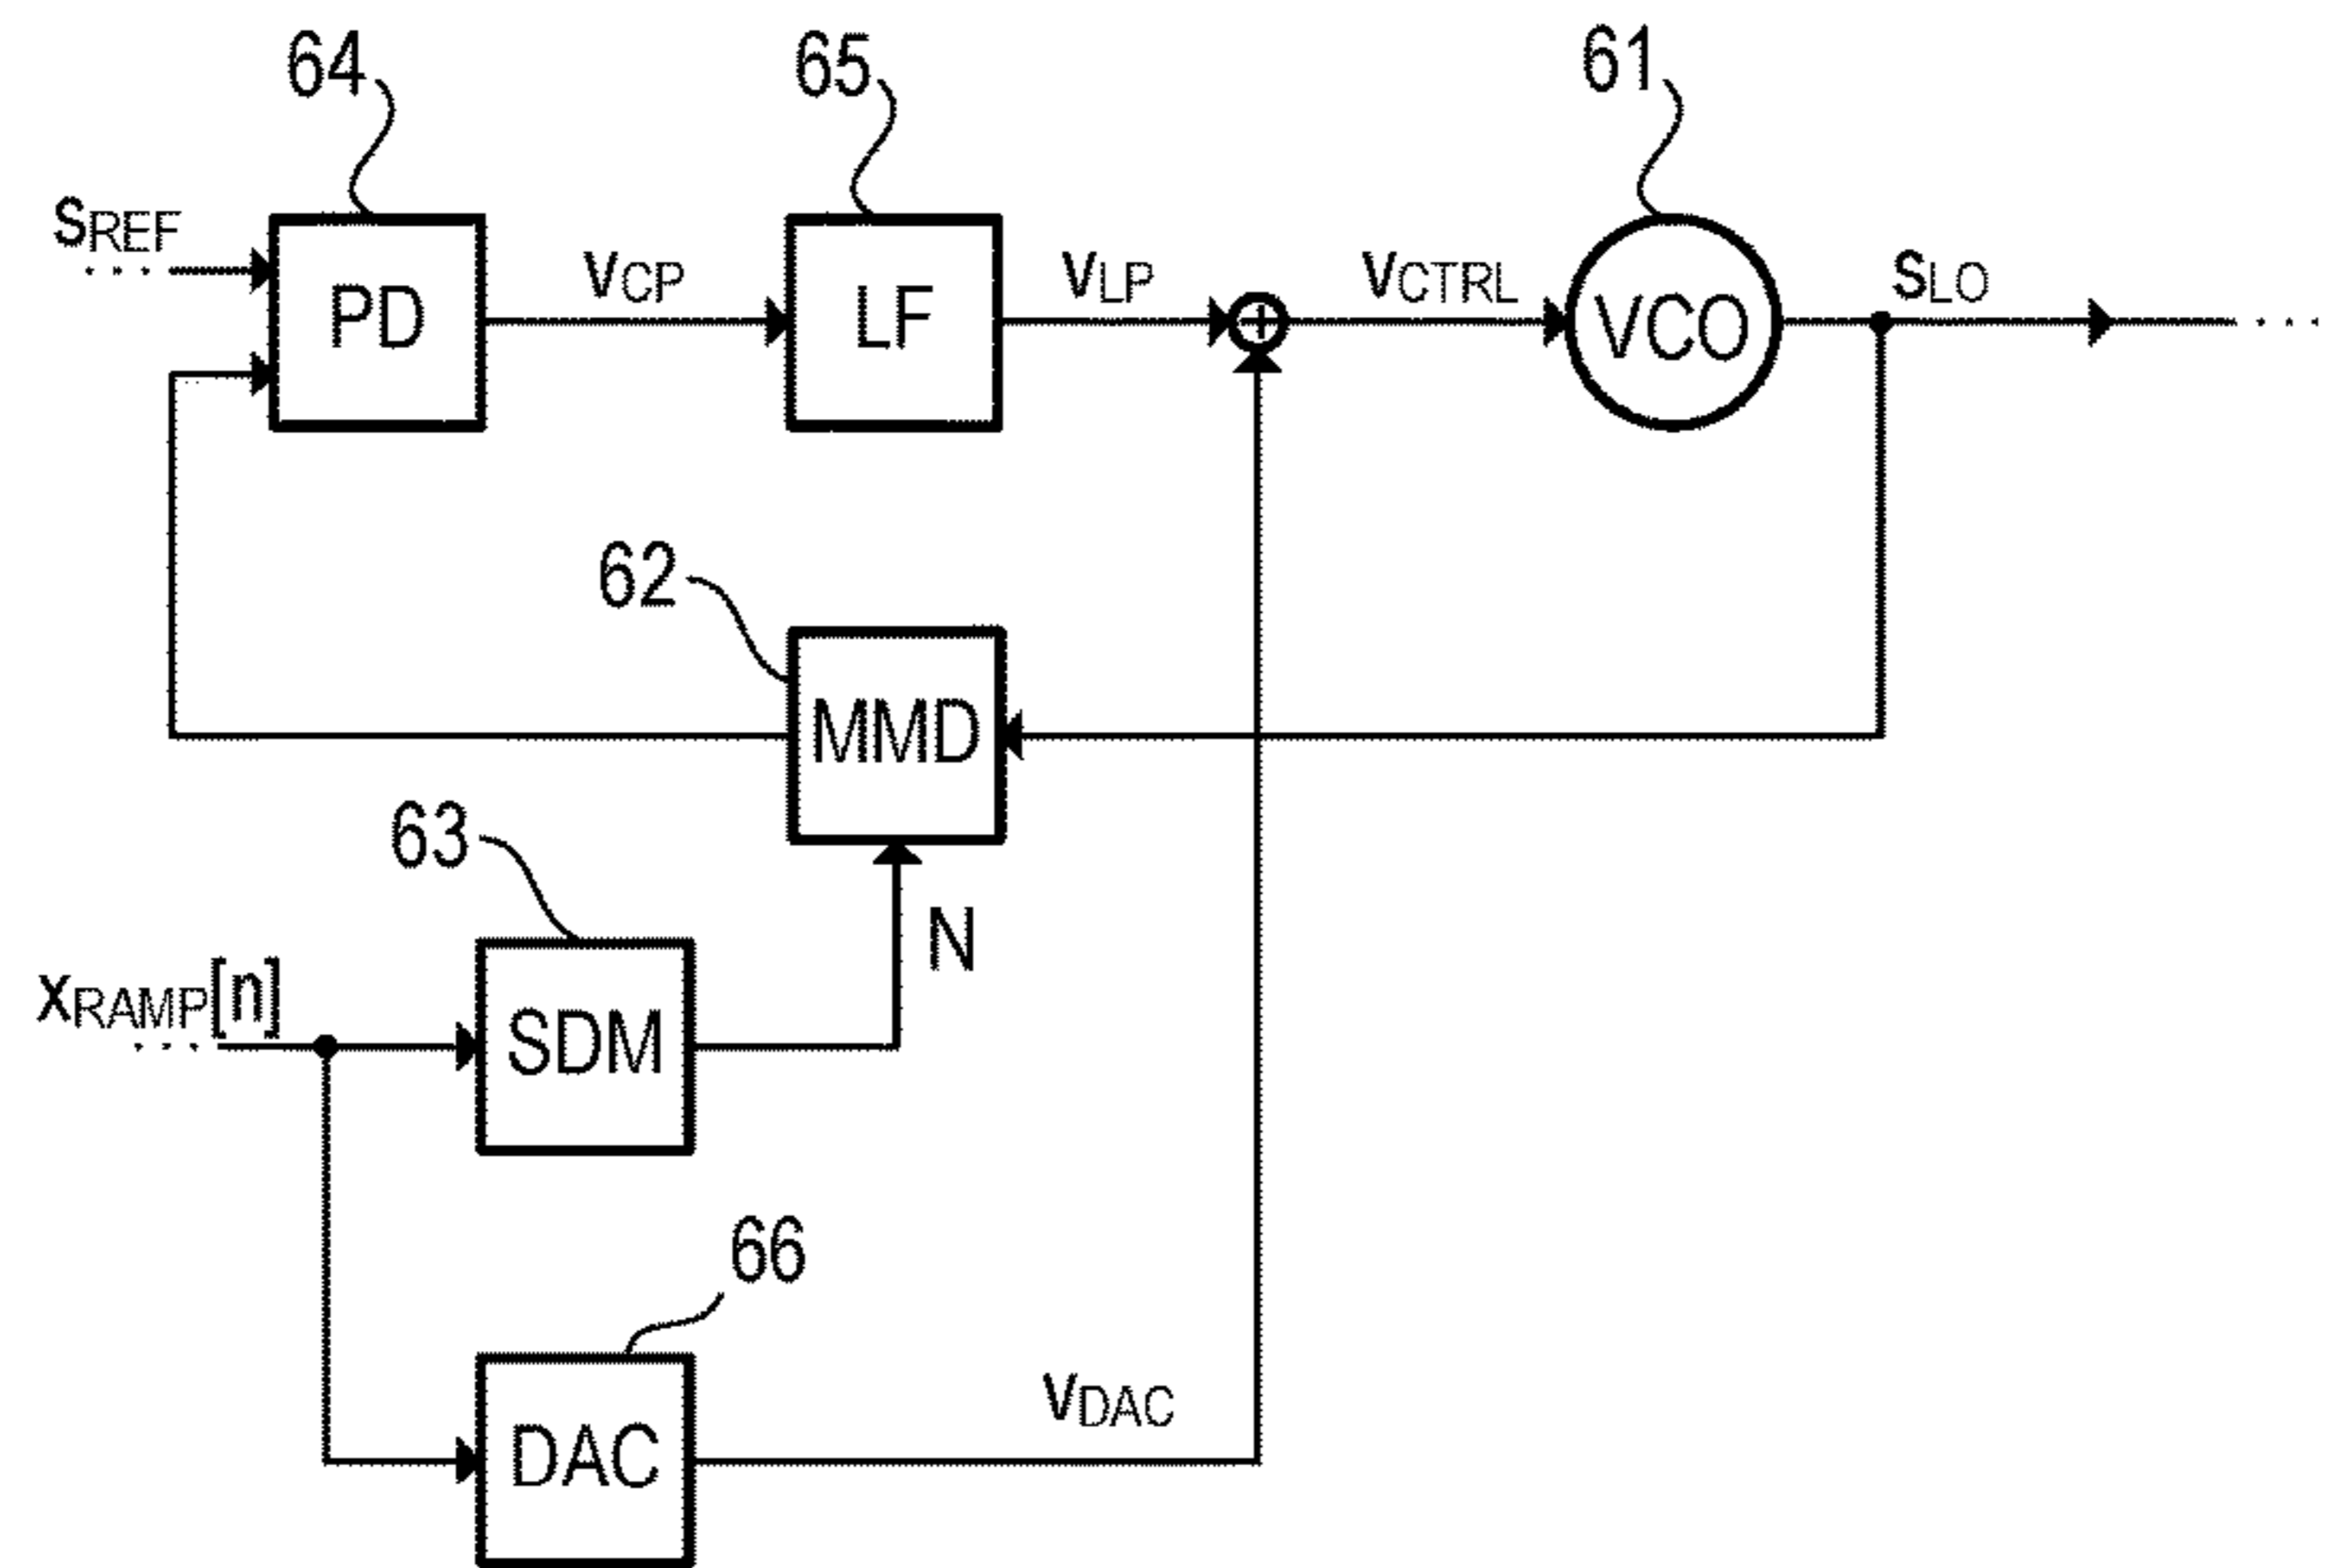 64
65
61
SREF
PD
vCP
LF
vLP
vCTRL
VCO
sLO
62
MMD
63
N
xRAMP[n]
SDM
66
DAC
vDAC